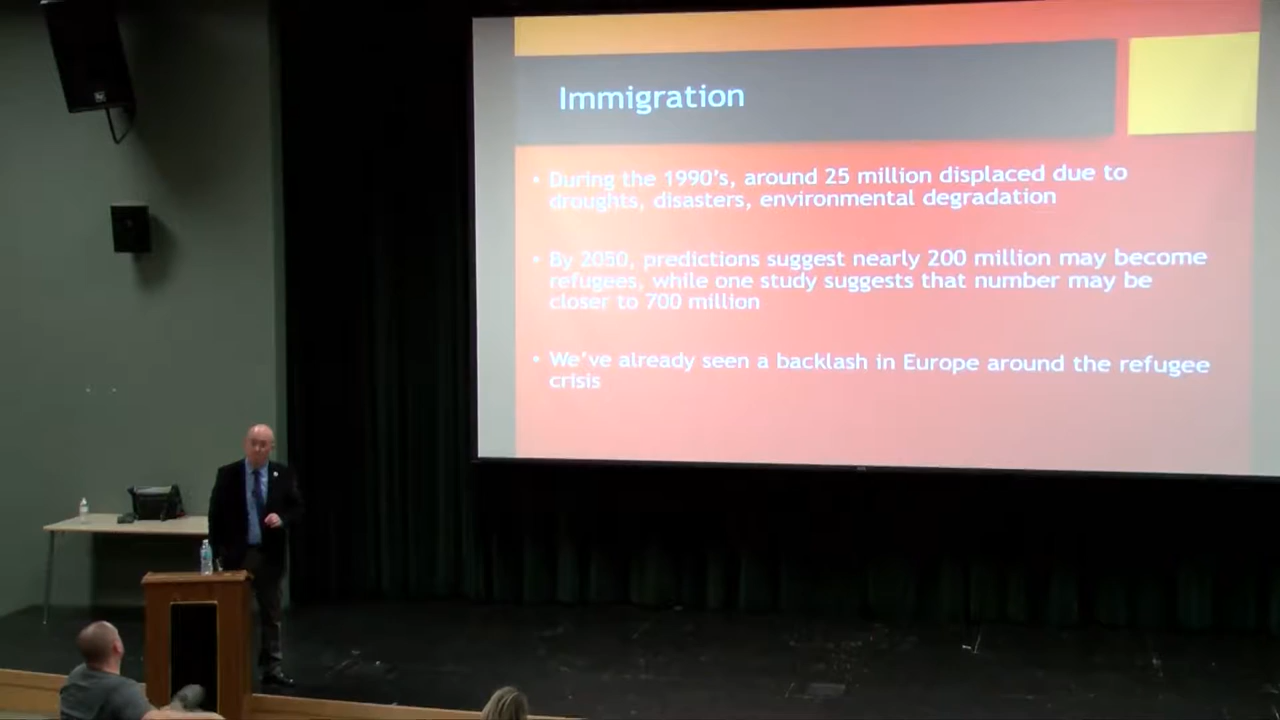 Immigration
• During the 1990's, around 25 million displaced due to
droughts, disasters, environmental degradation
• By 2050, predictions suggest nearly 200 million may become
refugees, while one study suggests that number may be
closer to 700 million
• We've already seen a backlash in Europe around the refugee
crisis